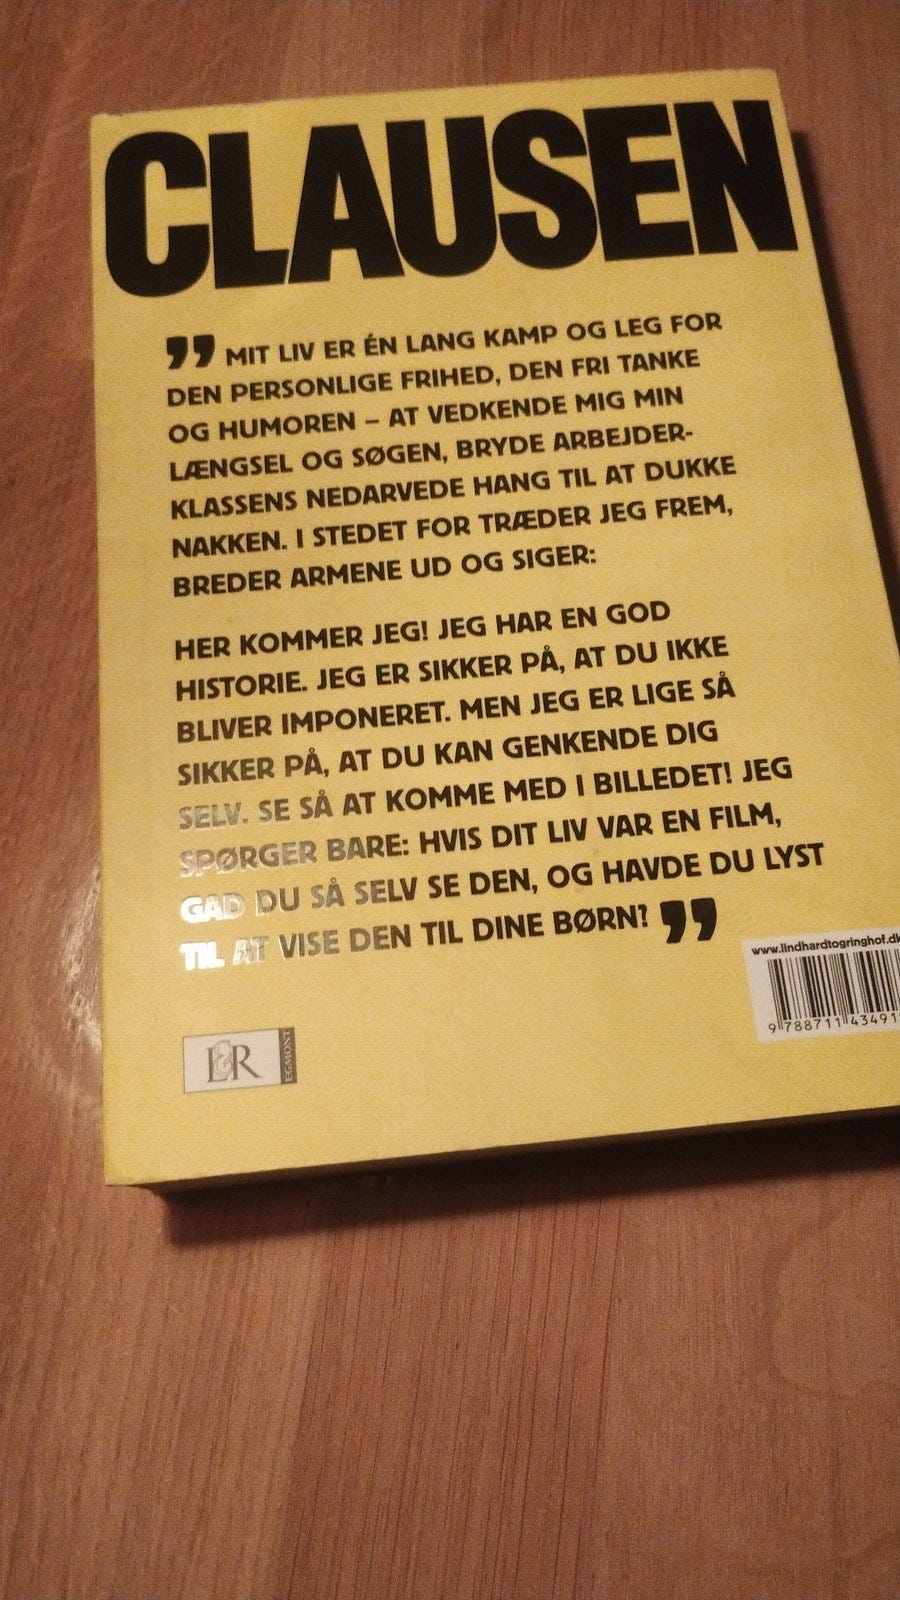 CLAUSEN
” MIT LIV ER ÉN LANG KAMP OG LEG FOR
DEN PERSONLIGE FRIHED, DEN FRI TANKE
OG HUMOREN – AT VEDKENDE MIG MIN
LÆNGSEL OG SØGEN, BRYDE ARBEJDER-
KLASSENS NEDARVEDE HANG TIL AT DUKKE
NAKKEN. I STEDET FOR TRÆDER JEG FREM,
BREDER ARMENE UD OG SIGER:
HER KOMMER JEG! JEG HAR EN GOD
HISTORIE. JEG ER SIKKER PÅ, AT DU IKKE
BLIVER IMPONERET. MEN JEG ER LIGE SÅ
SIKKER PÅ, AT DU KAN GENKENDE DIG
SELV. SE SÅ AT KOMME MED I BILLEDET! JEG
SPØRGER BARE: HVIS DIT LIV VAR EN FILM,
GAD DU SÅ SELV SE DEN, OG HAVDE DU LYST
TIL AT VISE DEN TIL DINE BØRN? ”
www.lindhardtogringhof.dk
9 788711 43491
L&R EGMONT